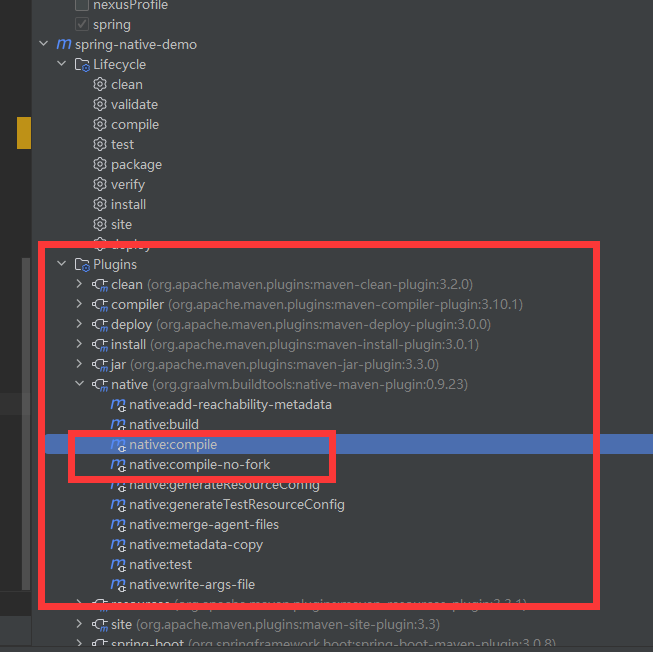 nexusProfile
spring
spring-native-demo
Lifecycle
clean
validate
compile
test
package
verify
install
site
deploy
Plugins
clean (org.apache.maven.plugins:maven-clean-plugin:3.2.0)
compiler (org.apache.maven.plugins:maven-compiler-plugin:3.10.1)
deploy (org.apache.maven.plugins:maven-deploy-plugin:3.0.0)
install (org.apache.maven.plugins:maven-install-plugin:3.0.1)
jar (org.apache.maven.plugins:maven-jar-plugin:3.3.0)
native (org.graalvm.buildtools:native-maven-plugin:0.9.23)
native:add-reachability-metadata
native:build
native:compile
native:compile-no-fork
native:generateResourceConfig
native:generateTestResourceConfig
native:merge-agent-files
native:metadata-copy
native:test
native:write-args-file
resources (org.apache.maven.plugins:maven-resources-plugin:3.3.1)
site (org.apache.maven.plugins:maven-site-plugin:3.3)
spring-boot (org.springframework.boot:spring-boot-maven-plugin:3.0.8)